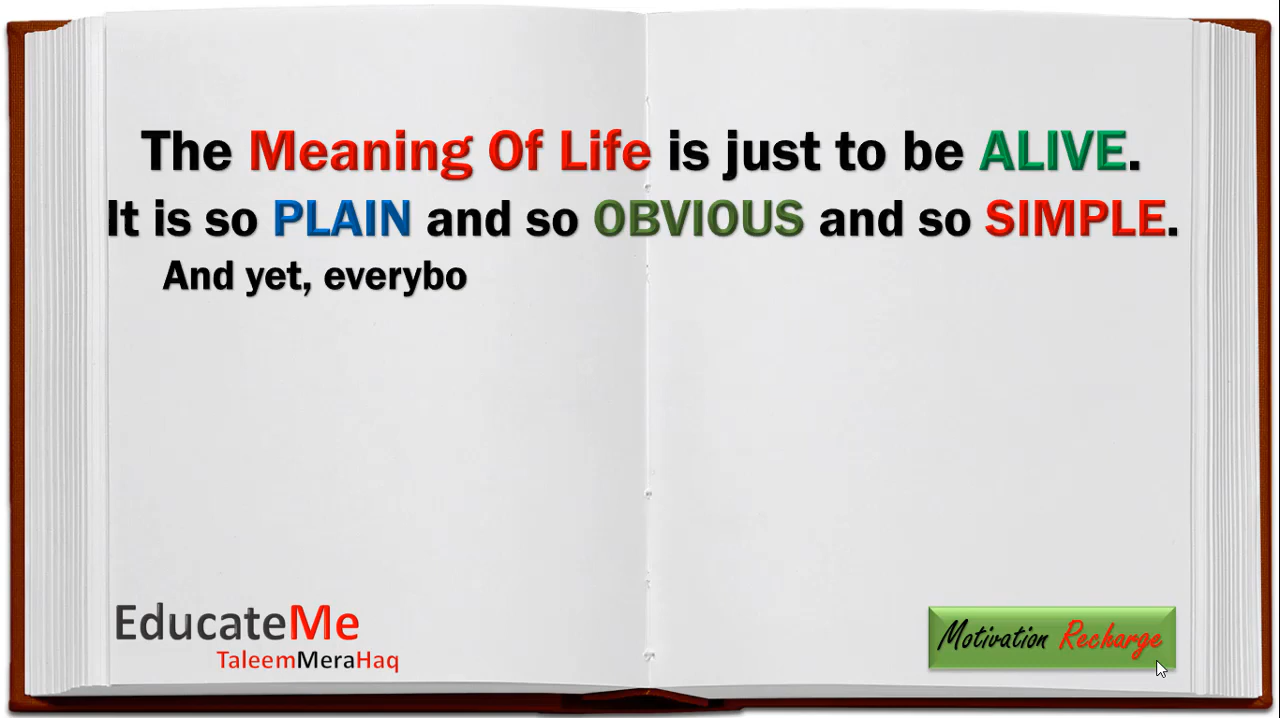 The Meaning Of Life is just to be ALIVE.
It is so PLAIN and so OBVIOUS and so SIMPLE.
And yet, everybo
EducateMe
TaleemMeraHaq
Motivation Recharge